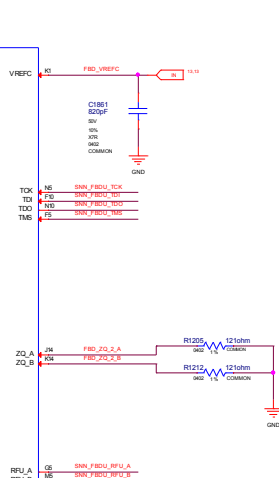 VREFC K1 FBD_VREFC IN 13,13
C1861
820pF
50V
10%
X7R
0402
COMMON
GND
TCK N5 SNN_FBDU_TCK
TDI F10 SNN_FBDU_TDI
TDO N10 SNN_FBDU_TDO
TMS F5 SNN_FBDU_TMS
R1205 121ohm
ZQ_A J14 FBD_ZQ_2_A 0402 1% COMMON
ZQ_B K14 FBD_ZQ_2_B
R1212 121ohm
0402 1% COMMON
GND
RFU_A G5 SNN_FBDU_RFU_A
M5 SNN_FBDU_RFU_B